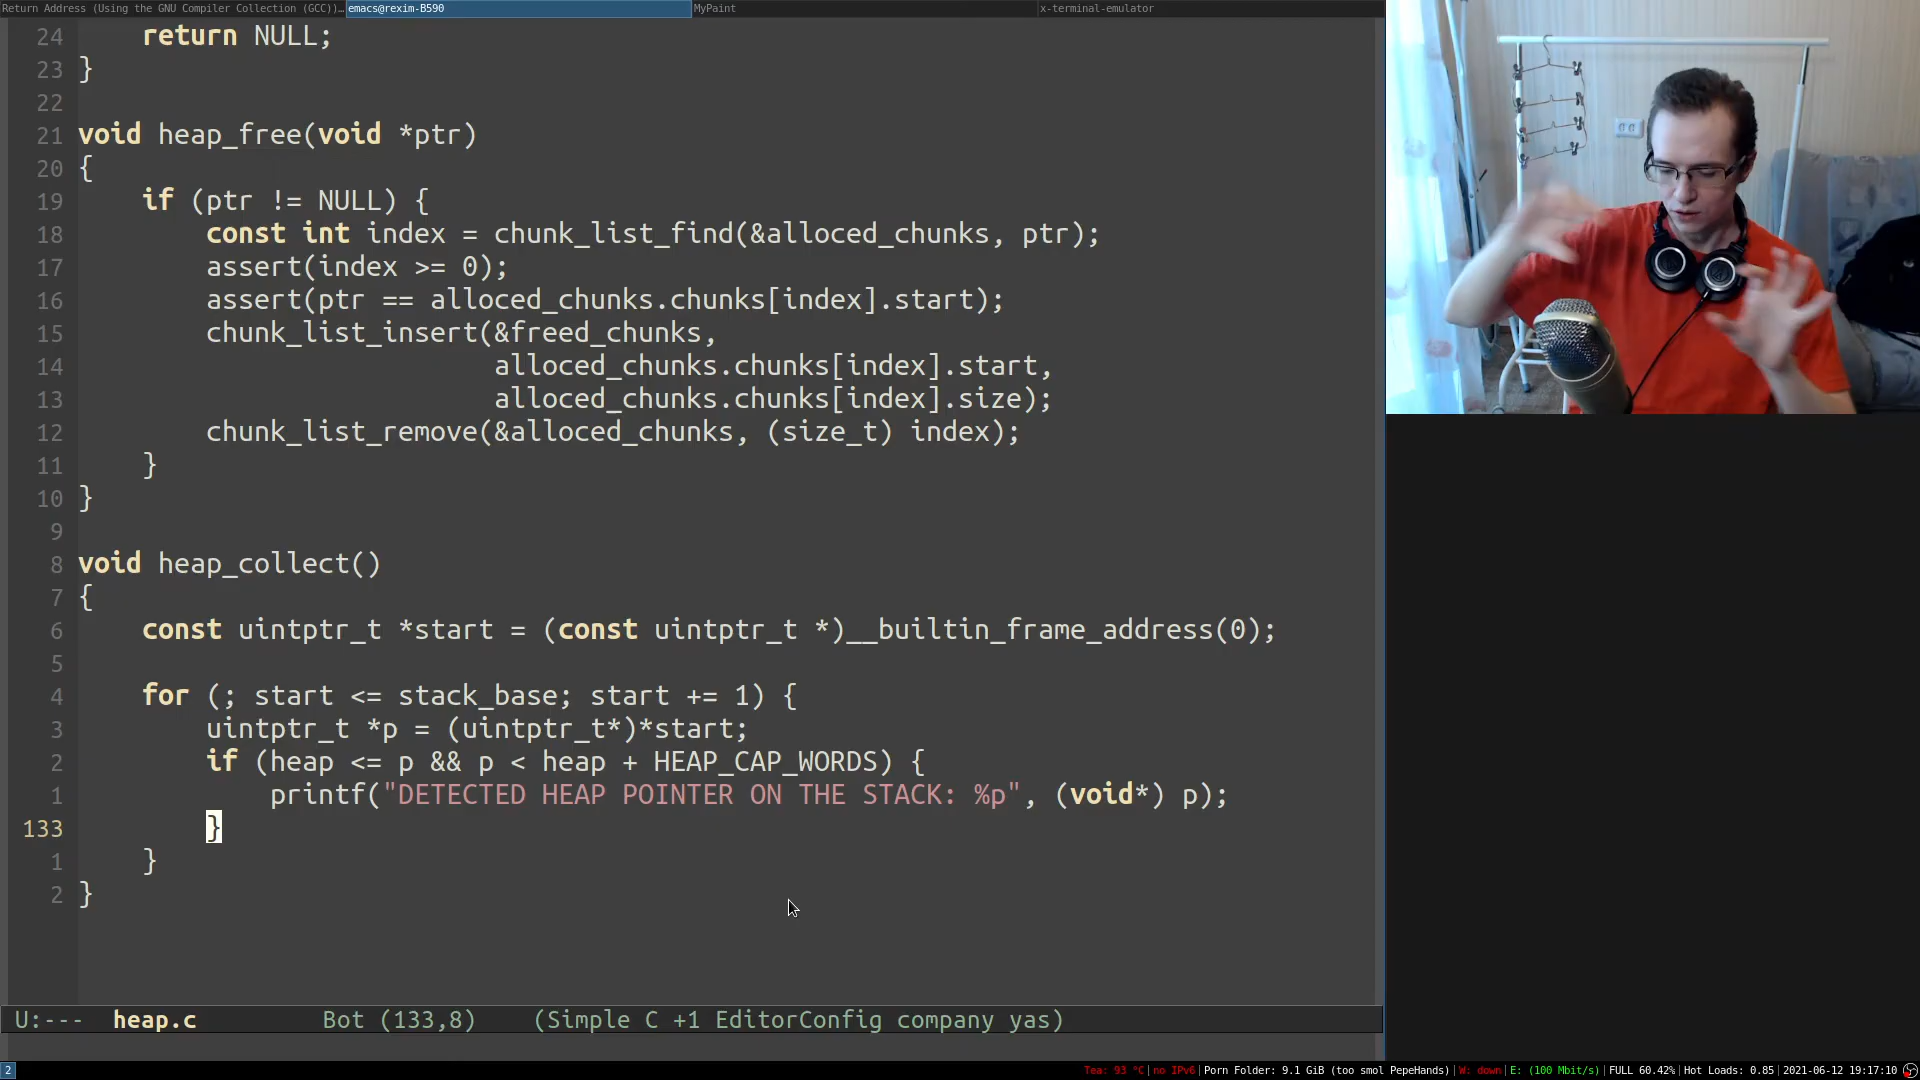 Return Address (Using the GNU Compiler Collection (GCC))… emacs@rexim-B590 MyPaint x-terminal-emulator
24     return NULL;
23 }
22
21 void heap_free(void *ptr)
20 {
19     if (ptr != NULL) {
18         const int index = chunk_list_find(&alloced_chunks, ptr);
17         assert(index >= 0);
16         assert(ptr == alloced_chunks.chunks[index].start);
15         chunk_list_insert(&freed_chunks,
14                           alloced_chunks.chunks[index].start,
13                           alloced_chunks.chunks[index].size);
12         chunk_list_remove(&alloced_chunks, (size_t) index);
11     }
10 }
9
8 void heap_collect()
7 {
6     const uintptr_t *start = (const uintptr_t *)__builtin_frame_address(0);
5
4     for (; start <= stack_base; start += 1) {
3         uintptr_t *p = (uintptr_t*)*start;
2         if (heap <= p && p < heap + HEAP_CAP_WORDS) {
1             printf("DETECTED HEAP POINTER ON THE STACK: %p", (void*) p);
133         }
1     }
2 }
U:--- heap.c Bot (133,8) (Simple C +1 EditorConfig company yas)
2 Tea: 93 °C|no IPv6|Porn Folder: 9.1 GiB (too smol PepeHands)|W: down|E: (100 Mbit/s)|FULL 60.42%|Hot Loads: 0.85|2021-06-12 19:17:10